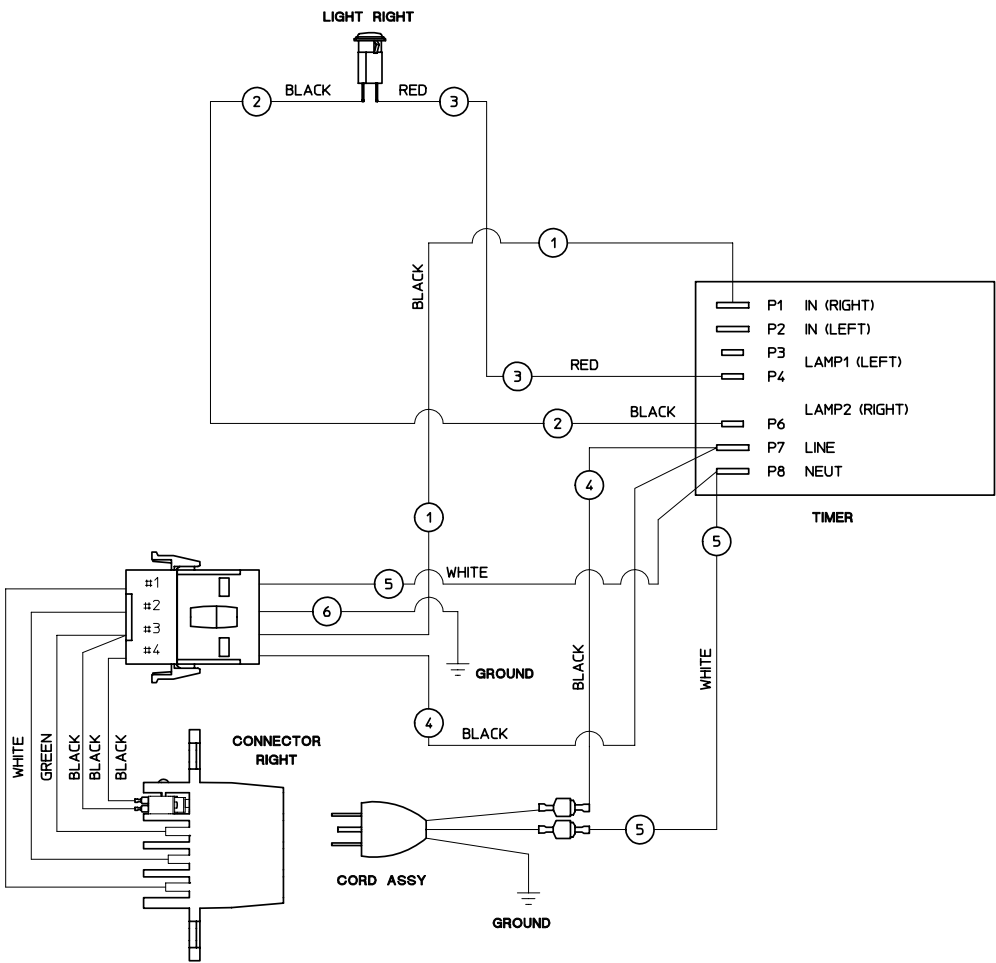 LIGHT RIGHT
2
BLACK
RED
3
1
BLACK
P1 IN (RIGHT)
P2 IN (LEFT)
P3
LAMP1 (LEFT)
P4
RED
3
LAMP2 (RIGHT)
BLACK
2
P6
P7 LINE
P8 NEUT
4
TIMER
1
5
#1
#2
#3
#4
5
WHITE
6
GROUND
BLACK
WHITE
4
BLACK
WHITE
GREEN
BLACK
BLACK
BLACK
CONNECTOR
RIGHT
5
CORD ASSY
GROUND